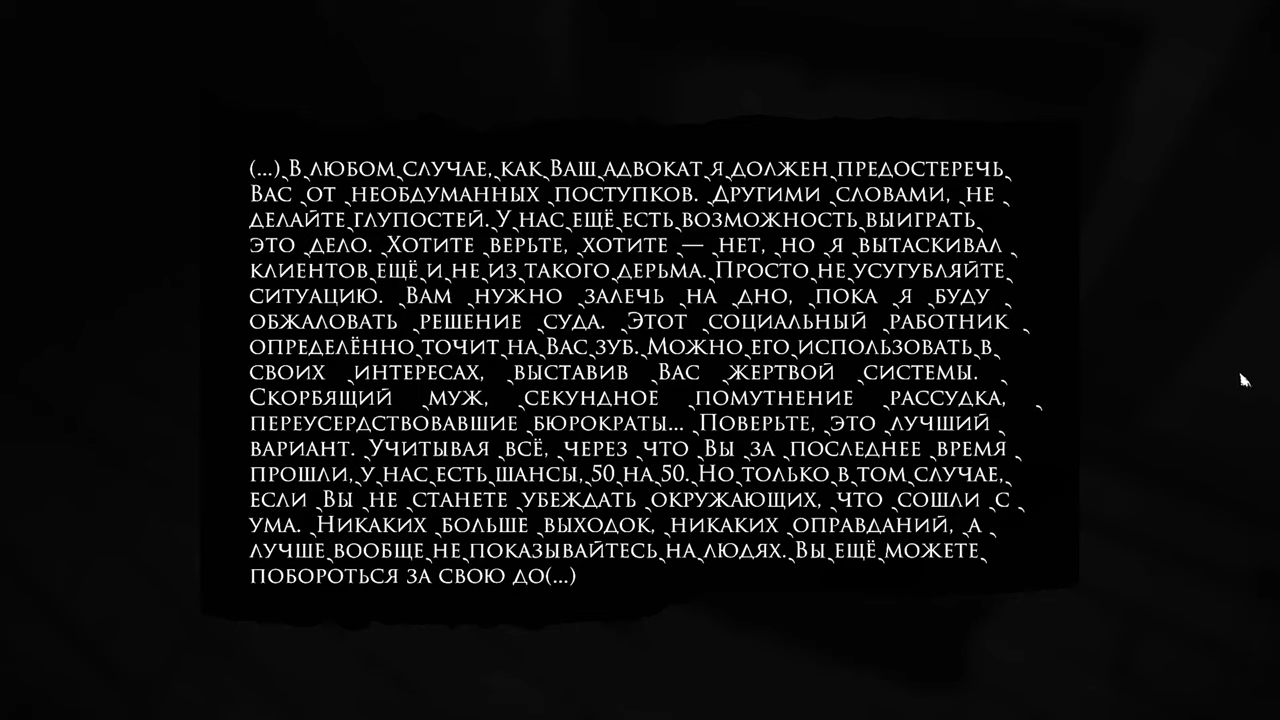 (...) В любом случае, как Ваш адвокат я должен предостеречь
Вас от необдуманных поступков. Другими словами, не
делайте глупостей. У нас ещё есть возможность выиграть
это дело. Хотите верьте, хотите — нет, но я вытаскивал
клиентов ещё и не из такого дерьма. Просто не усугубляйте
ситуацию. Вам нужно залечь на дно, пока я буду
обжаловать решение суда. Этот социальный работник
определённо точит на Вас зуб. Можно его использовать в
своих интересах, выставив Вас жертвой системы.
Скорбящий муж, секундное помутнение рассудка,
переусердствовавшие бюрократы... Поверьте, это лучший
вариант. Учитывая всё, через что Вы за последнее время
прошли, у нас есть шансы, 50 на 50. Но только в том случае,
если Вы не станете убеждать окружающих, что сошли с
ума. Никаких больше выходок, никаких оправданий, а
лучше вообще не показывайтесь на людях. Вы ещё можете
побороться за свою до(...)